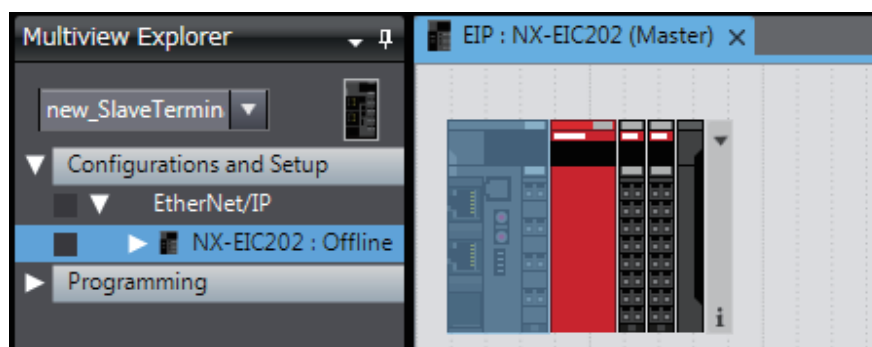 Multiview Explorer
new_SlaveTermin
Configurations and Setup
EtherNet/IP
NX-EIC202 : Offline
Programming
EIP : NX-EIC202 (Master)
i